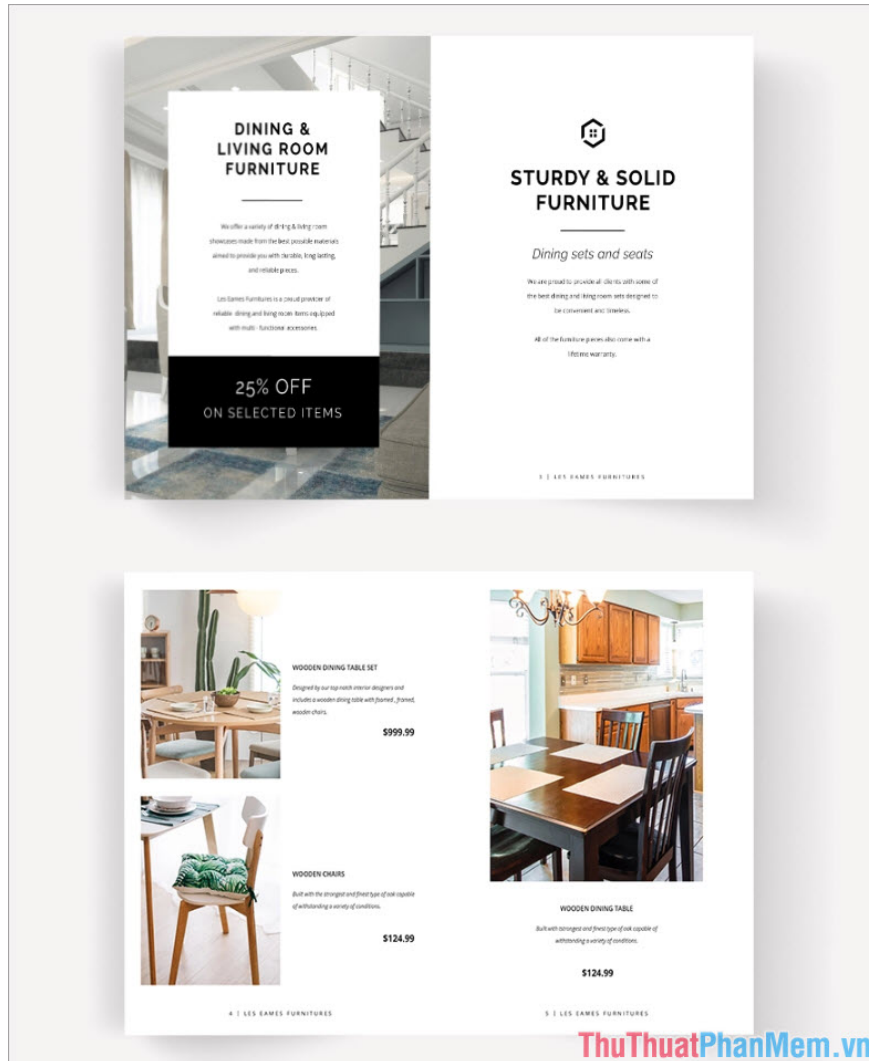 DINING &
LIVING ROOM
FURNITURE
We offer a variety of dining & living room
showcases made from the best possible materials
aimed to provide you with durable, long lasting,
and reliable pieces.
Les Eames Furnitures is a proud provider of
reliable dining and living room items equipped
with multi - functional accessories.
25% OFF
ON SELECTED ITEMS
STURDY & SOLID
FURNITURE
Dining sets and seats
We are proud to provide all clients with some of
the best dining and living room sets designed to
be convenient and timeless.
All of the furniture pieces also come with a
lifetime warranty.
3 | LES EAMES FURNITURES
WOODEN DINING TABLE SET
Designed by our top notch interior designers and
includes a wooden dining table with foamed , framed,
wooden chairs.
$999.99
WOODEN CHAIRS
Built with the strongest and finest type of oak capable
of withstanding a variety of conditions.
$124.99
4 | LES EAMES FURNITURES
WOODEN DINING TABLE
Built with strongest and finest type of oak capable of
withstanding a variety of conditions.
$124.99
5 | LES EAMES FURNITURES
ThuThuatPhanMem.vn